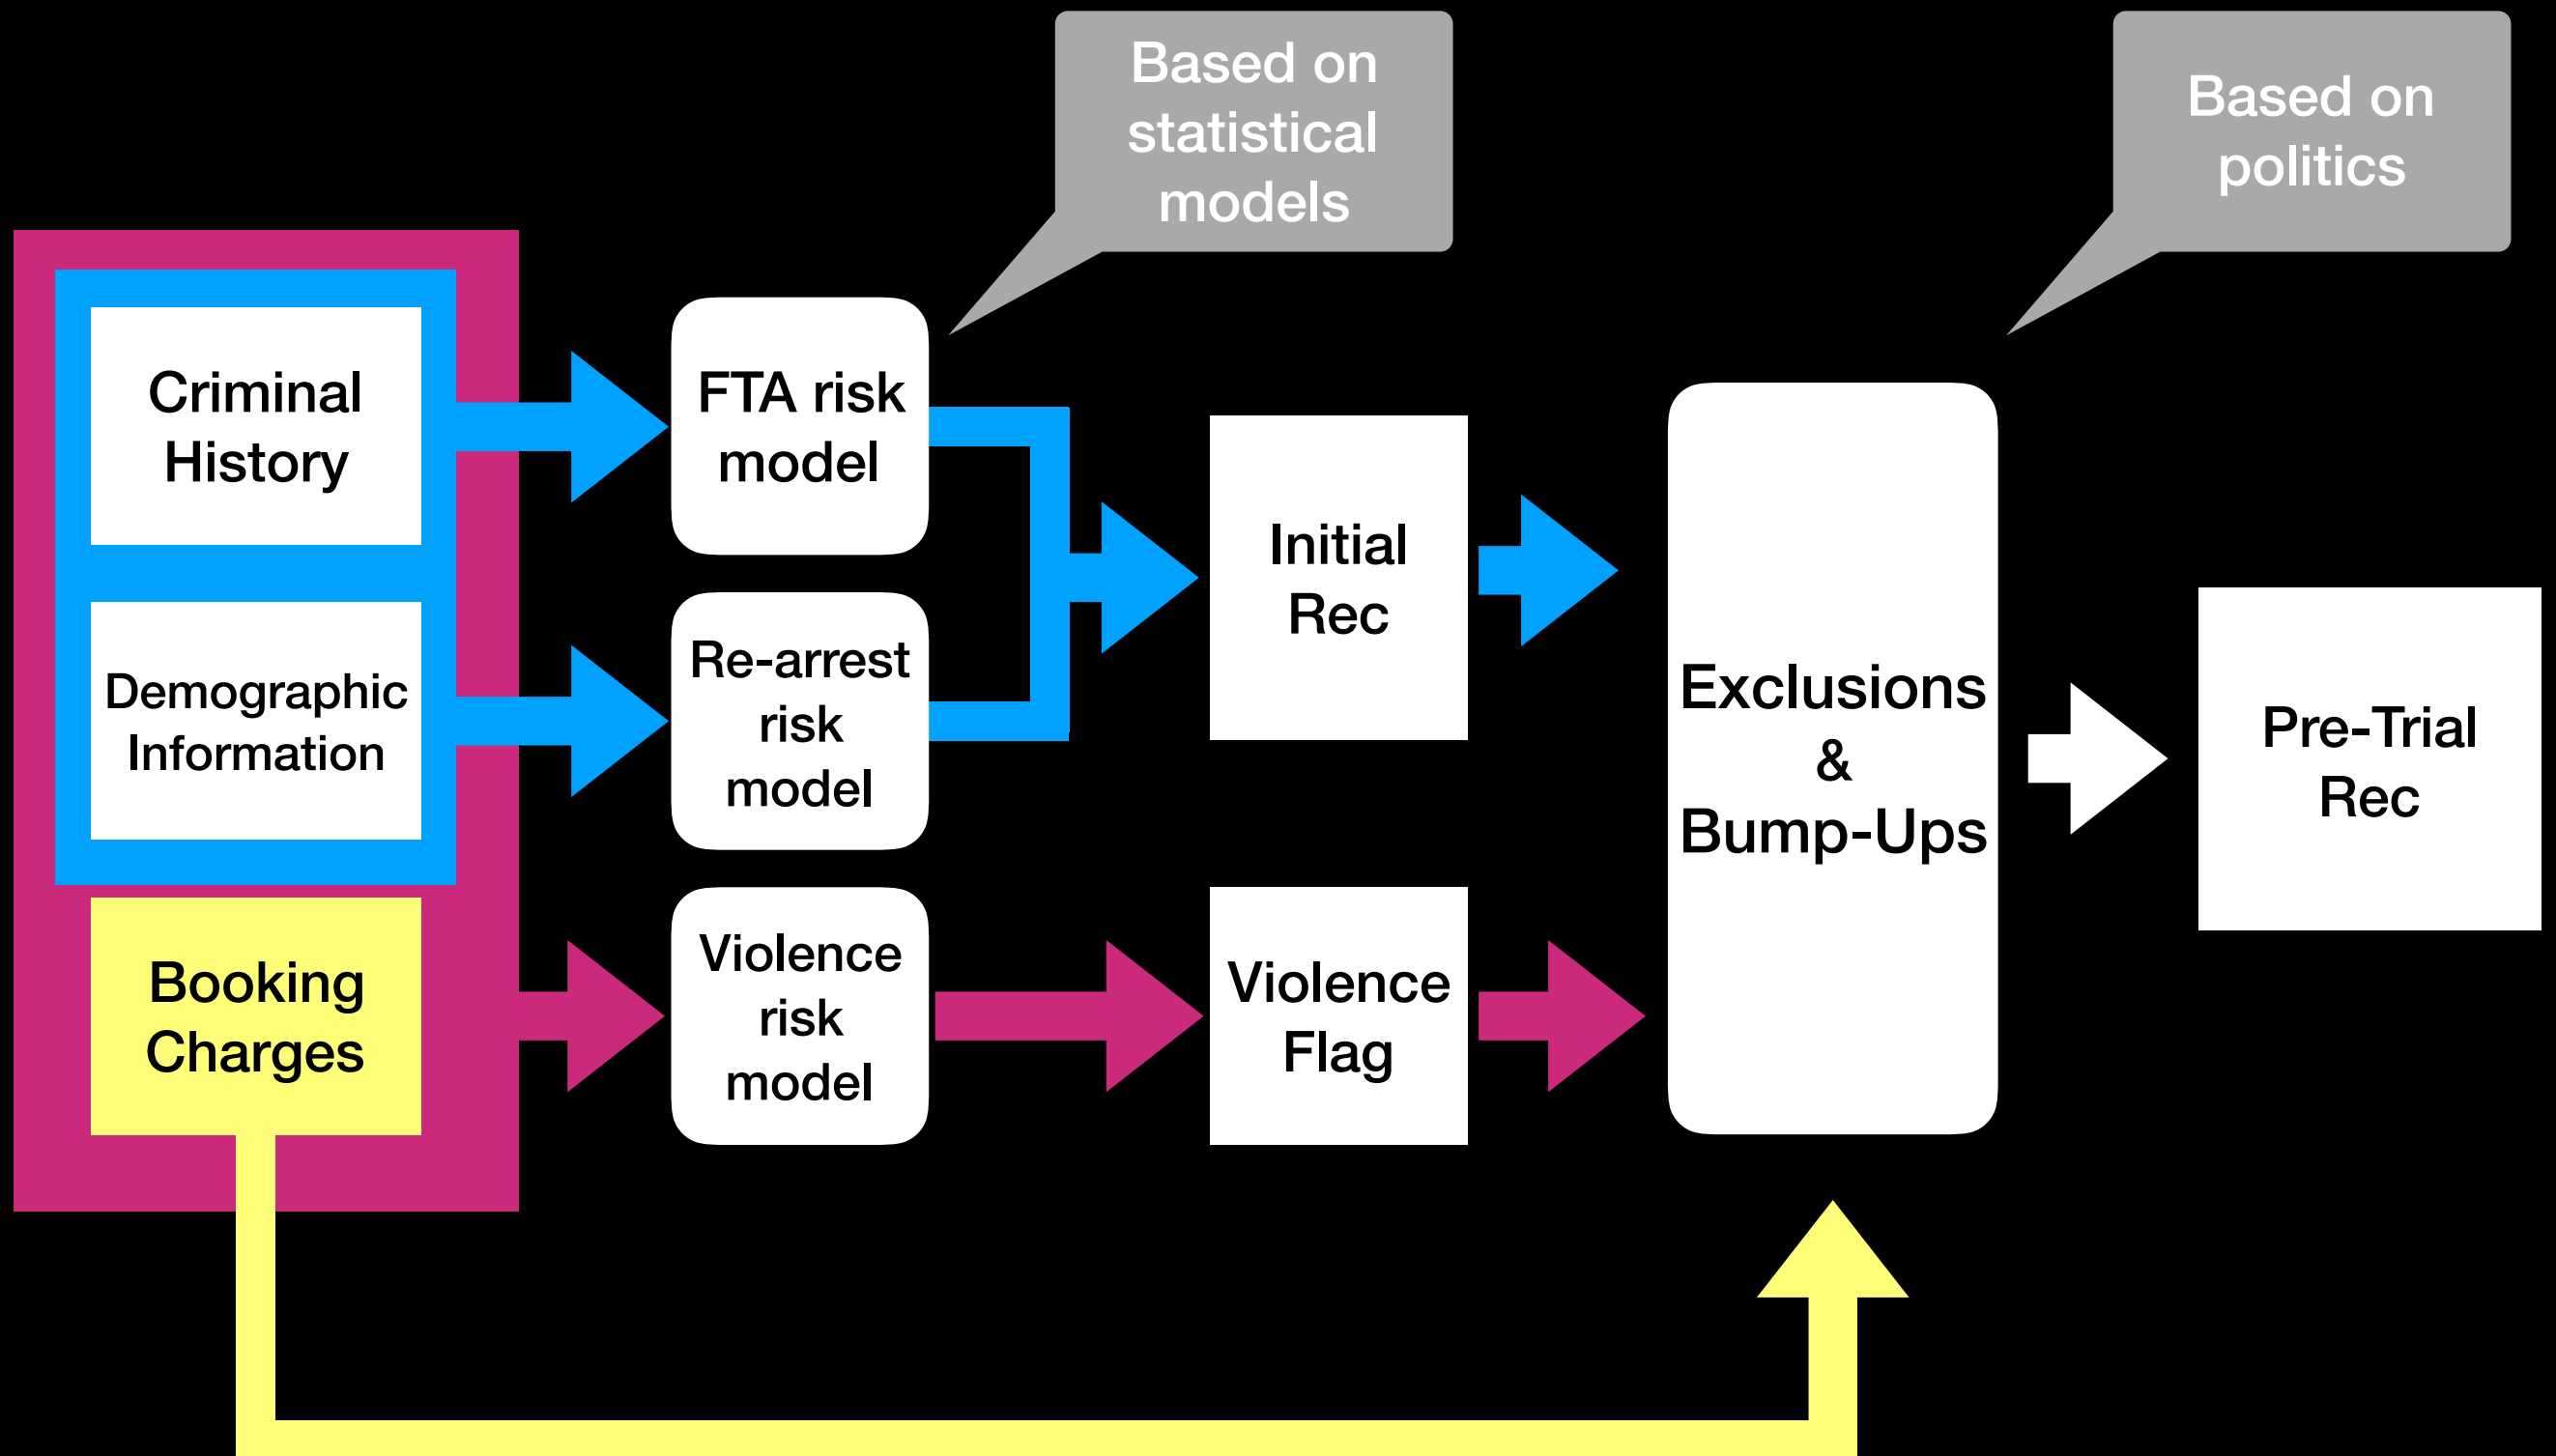 Based on
statistical
models
Based on
politics
Criminal
History
FTA risk
model
Initial
Rec
Demographic
Information
Re-arrest
risk
model
Exclusions
&
Bump-Ups
Pre-Trial
Rec
Booking
Charges
Violence
risk
model
Violence
Flag